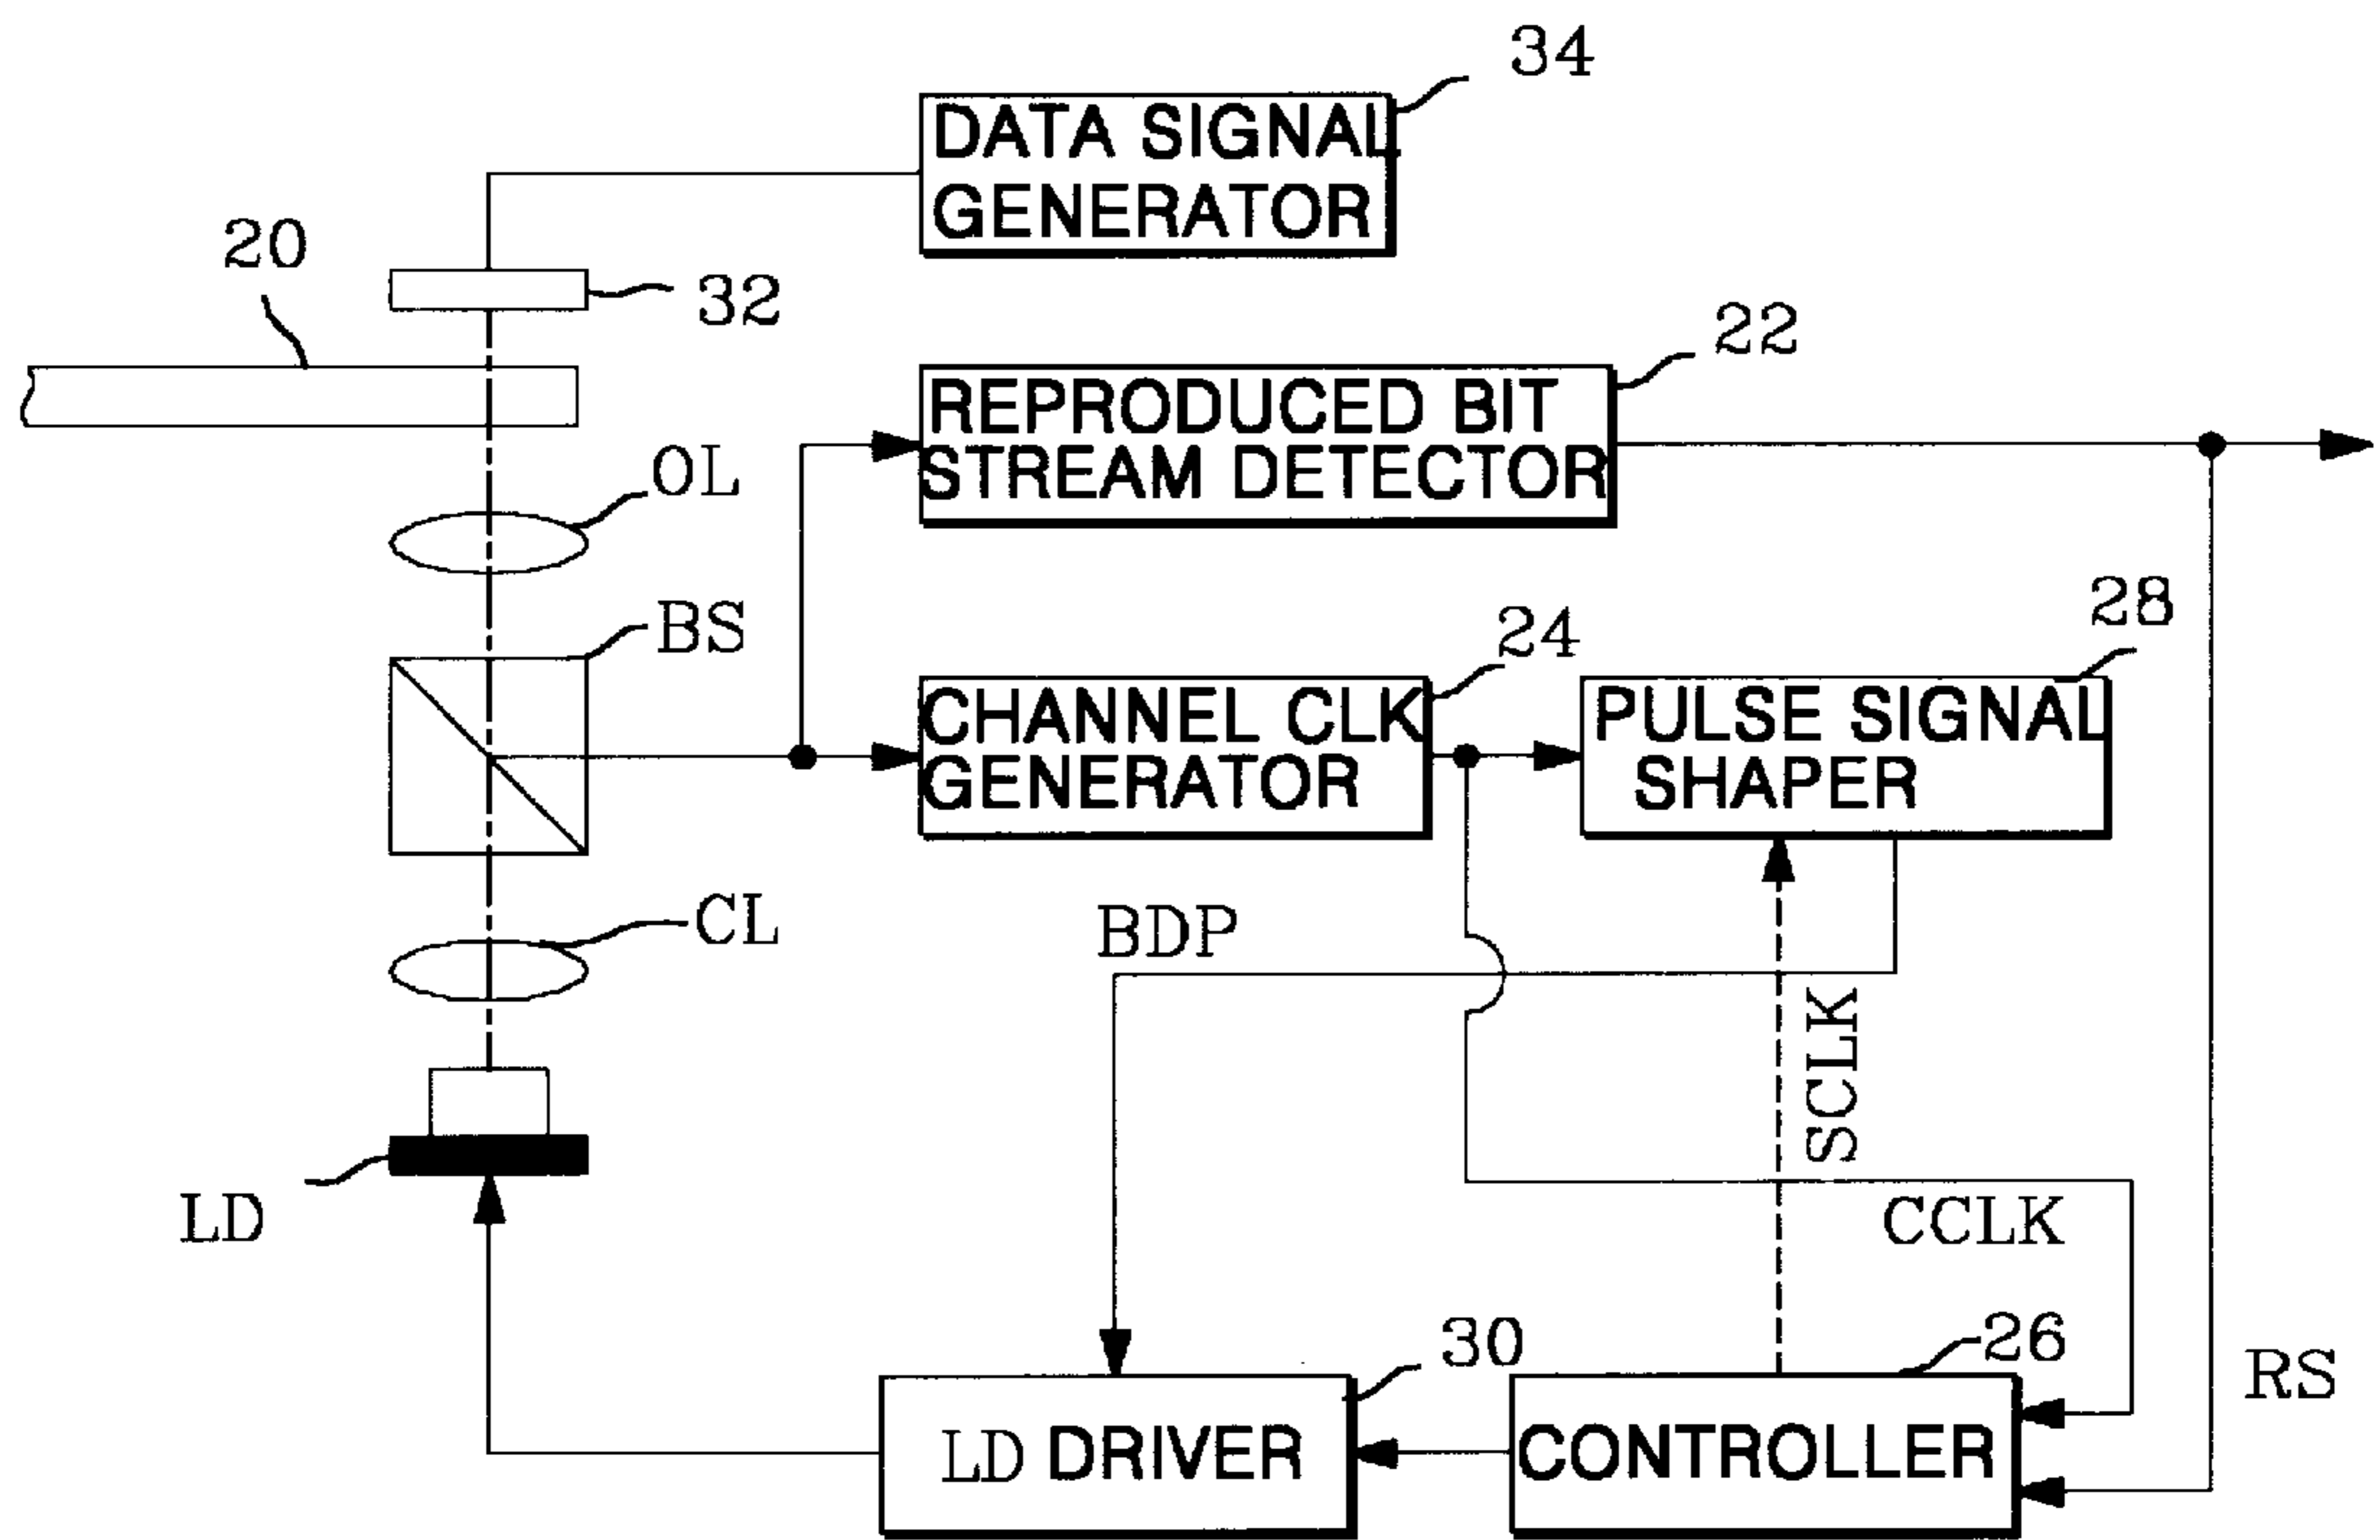 34
DATA SIGNAL
GENERATOR
20
32
22
REPRODUCED BIT
STREAM DETECTOR
OL
BS
24
28
CHANNEL CLK
GENERATOR
PULSE SIGNAL
SHAPER
CL
BDP
SCLK
LD
CCLK
30
26
RS
LD DRIVER
CONTROLLER